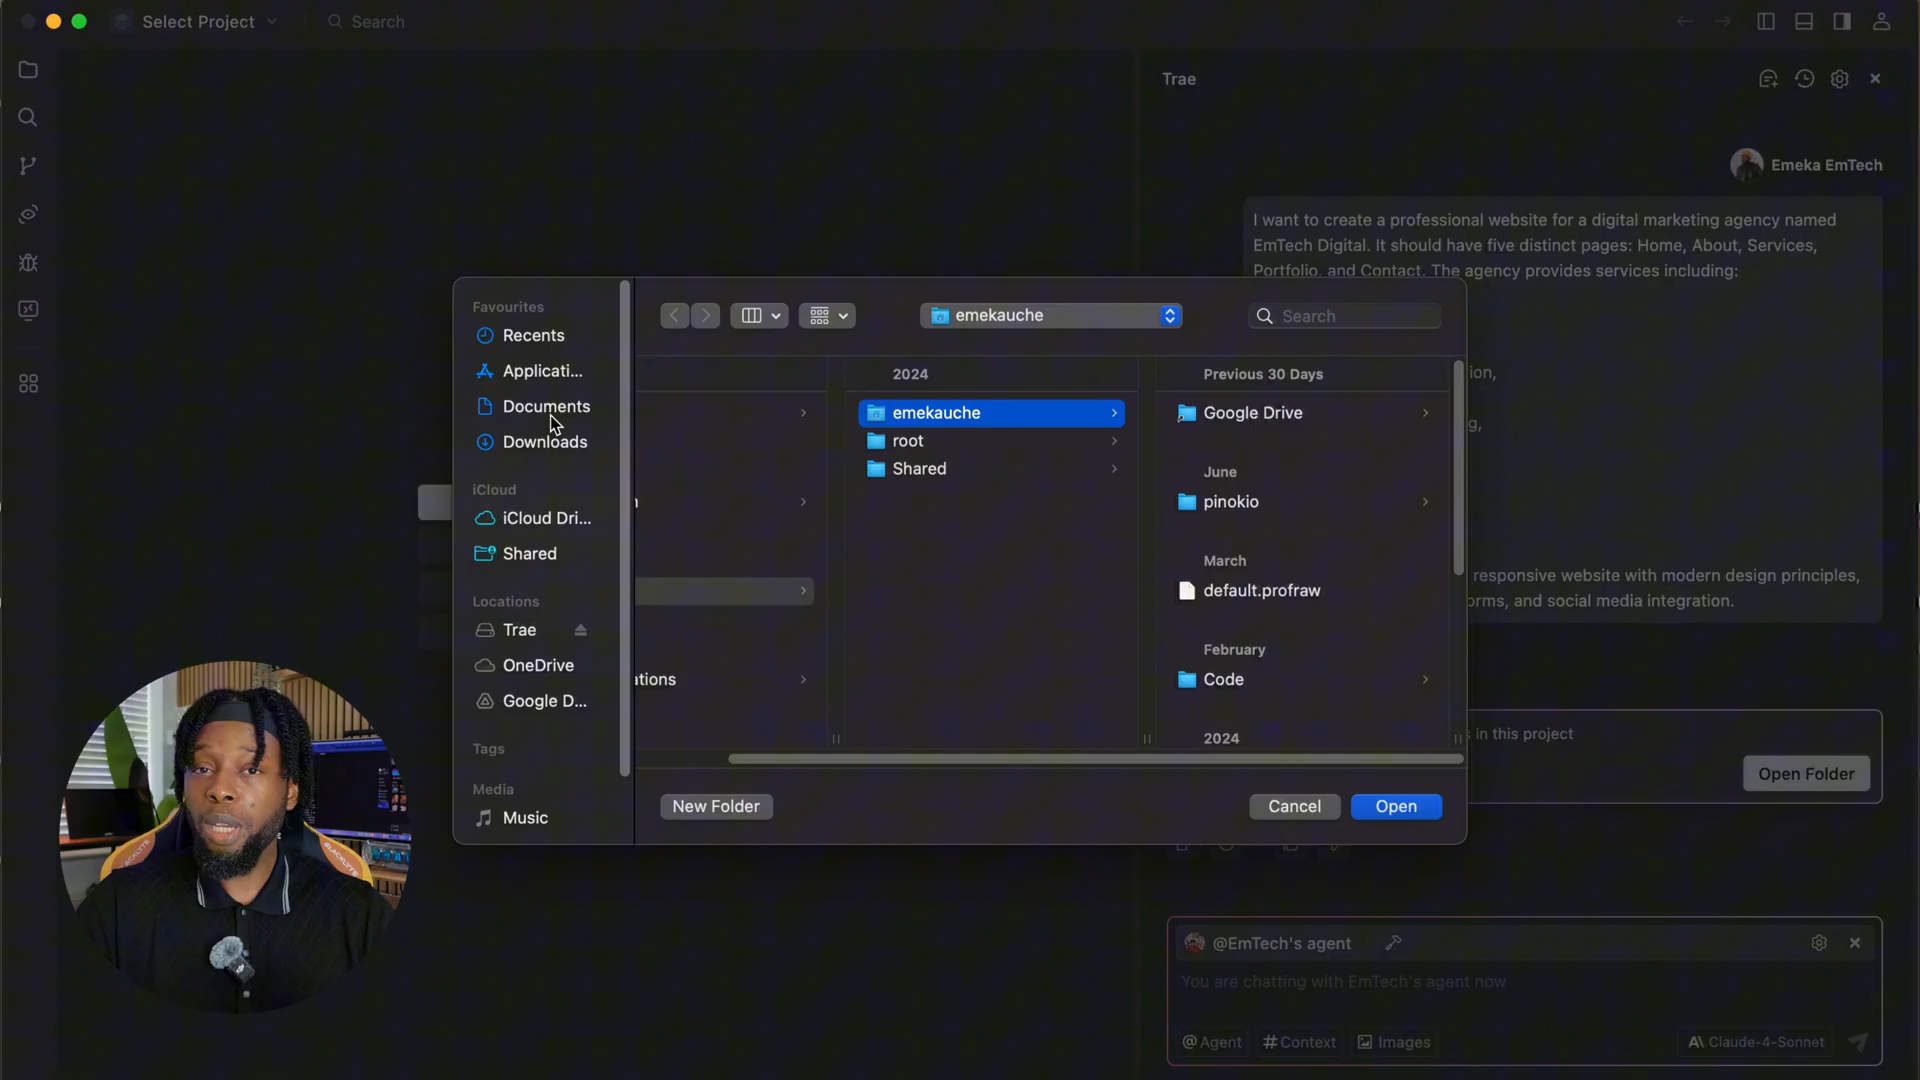 Select Project
Search
Trae
Emeka EmTech
I want to create a professional website for a digital marketing agency named
EmTech Digital. It should have five distinct pages: Home, About, Services,
Portfolio, and Contact. The agency provides services including:
Favourites
Recents
Applicati...
Documents
Downloads
iCloud
iCloud Dri...
Shared
Locations
Trae
OneDrive
Google D...
Tags
Media
Music
emekauche
Search
ations
2024
emekauche
root
Shared
Previous 30 Days
Google Drive
June
pinokio
March
default.profraw
February
Code
2024
New Folder
Cancel
Open
ion,
g,
responsive website with modern design principles,
orms, and social media integration.
in this project
Open Folder
@EmTech's agent
You are chatting with EmTech's agent now
@Agent
#Context
Images
Claude-4-Sonnet
BLACKLYTE
BLACKLYTE